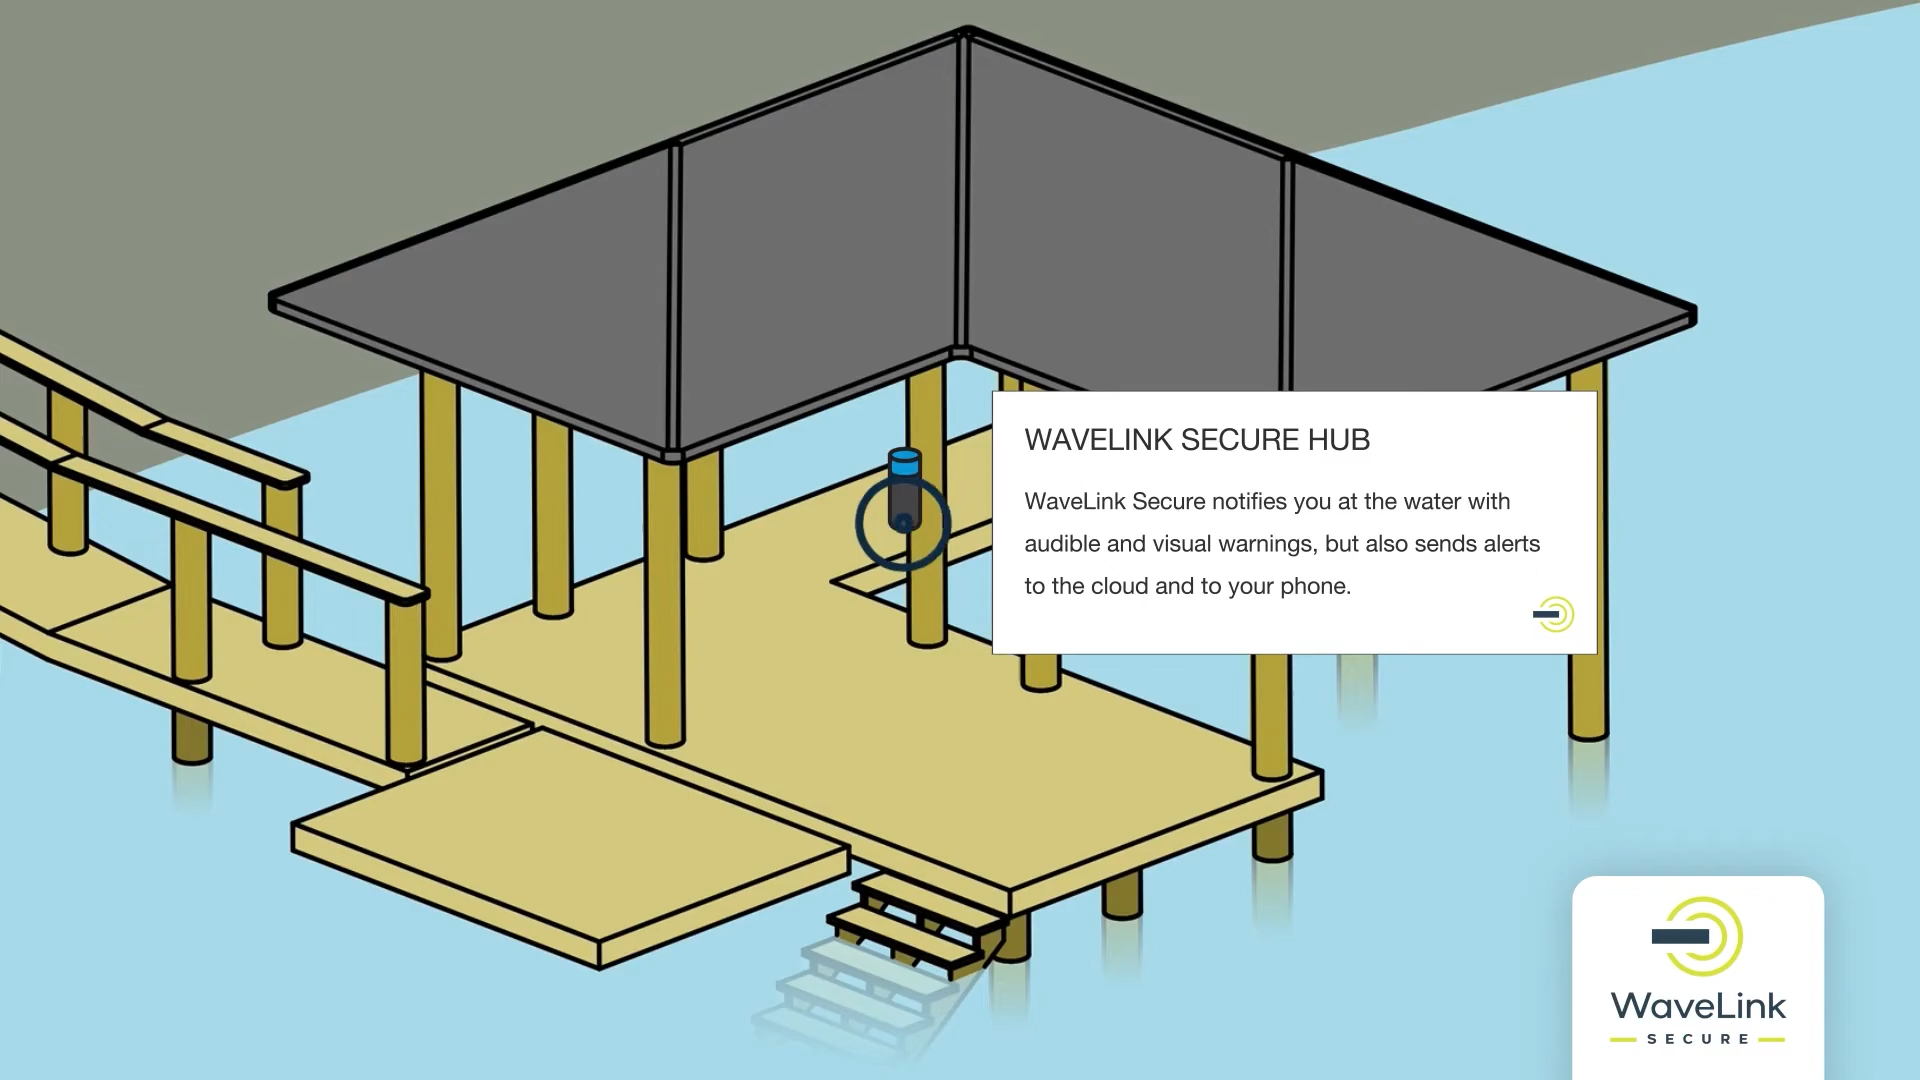 WAVELINK SECURE HUB
WaveLink Secure notifies you at the water with
audible and visual warnings, but also sends alerts
to the cloud and to your phone.
WaveLink
SECURE